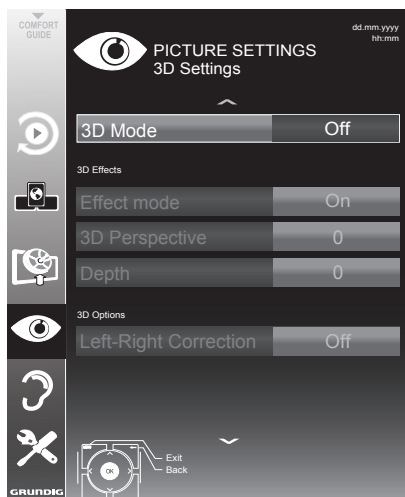 COMFORT
GUIDE
dd.mm.yyyy
hh:mm
PICTURE SETTINGS
3D Settings
3D Mode Off
3D Effects
Effect mode On
3D Perspective 0
Depth 0
3D Options
Left-Right Correction Off
Exit
Back
OK
GRUNDIG